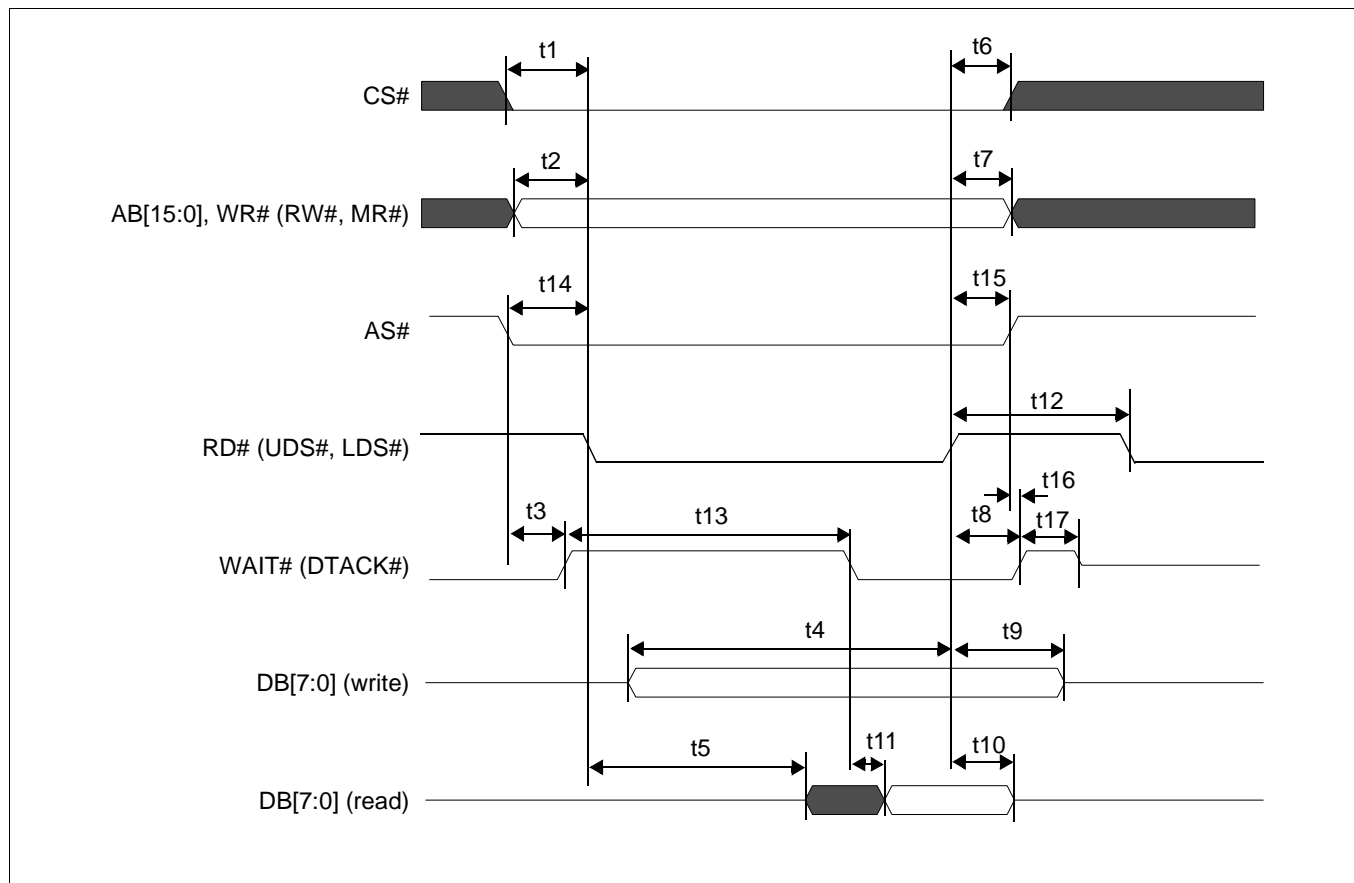 t1
t6
CS#
t2
t7
AB[15:0], WR# (RW#, MR#)
t14
t15
AS#
t12
RD# (UDS#, LDS#)
t16
t3
t13
t8
t17
WAIT# (DTACK#)
t4
t9
DB[7:0] (write)
t5
t11
t10
DB[7:0] (read)